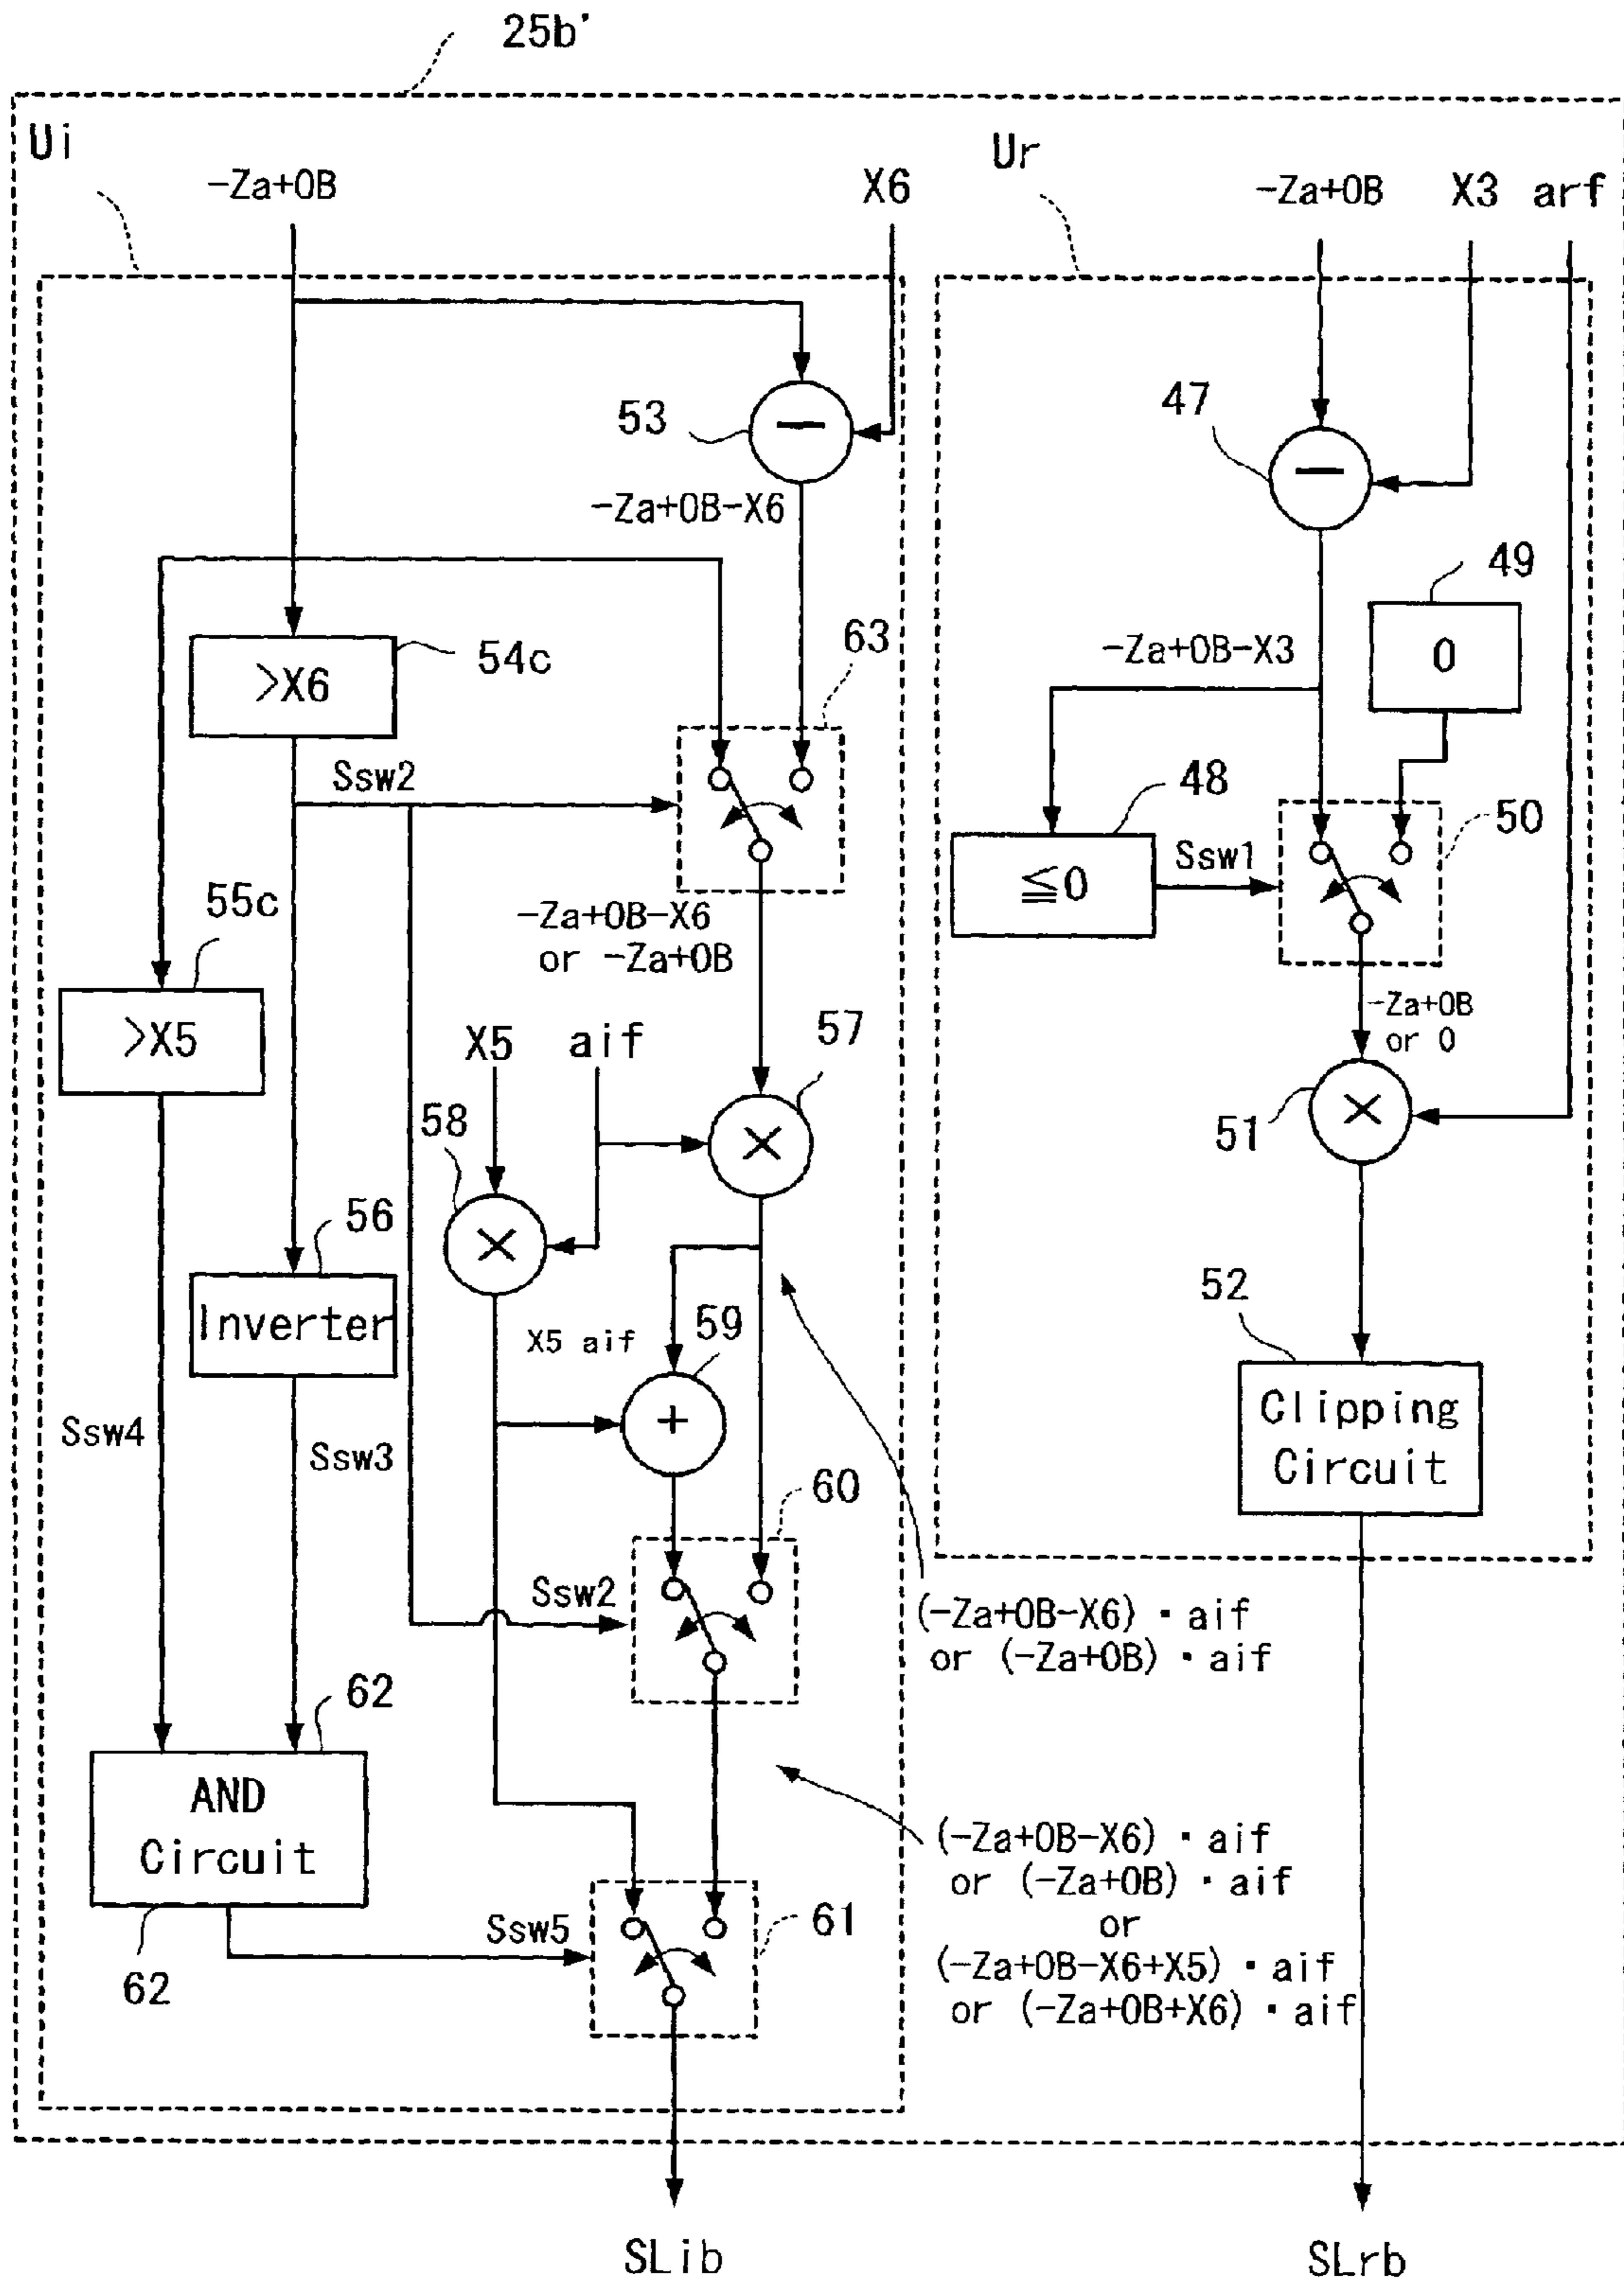 25b'
Ui
-Za+OB
X6
Ur
-Za+OB
X3
arf
53
-
-Za+OB-X6
47
-
49
0
>X6
54c
63
-Za+OB-X3
Ssw2
48
≦0
Ssw1
50
55c
>X5
-Za+OB-X6
or -Za+OB
-Za+OB
or 0
X5
aif
57
×
58
×
51
×
56
Inverter
X5 aif
59
+
52
Clipping
Circuit
Ssw4
Ssw3
60
Ssw2
(-Za+OB-X6)・aif
or (-Za+OB)・aif
62
AND
Circuit
62
Ssw5
61
(-Za+OB-X6)・aif
or (-Za+OB)・aif
or
(-Za+OB-X6+X5)・aif
or (-Za+OB+X6)・aif
SLib
SLrb